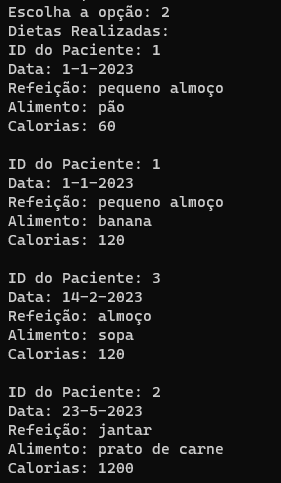 Escolha a opção: 2
Dietas Realizadas:
ID do Paciente: 1
Data: 1-1-2023
Refeição: pequeno almoço
Alimento: pão
Calorias: 60
ID do Paciente: 1
Data: 1-1-2023
Refeição: pequeno almoço
Alimento: banana
Calorias: 120
ID do Paciente: 3
Data: 14-2-2023
Refeição: almoço
Alimento: sopa
Calorias: 120
ID do Paciente: 2
Data: 23-5-2023
Refeição: jantar
Alimento: prato de carne
Calorias: 1200